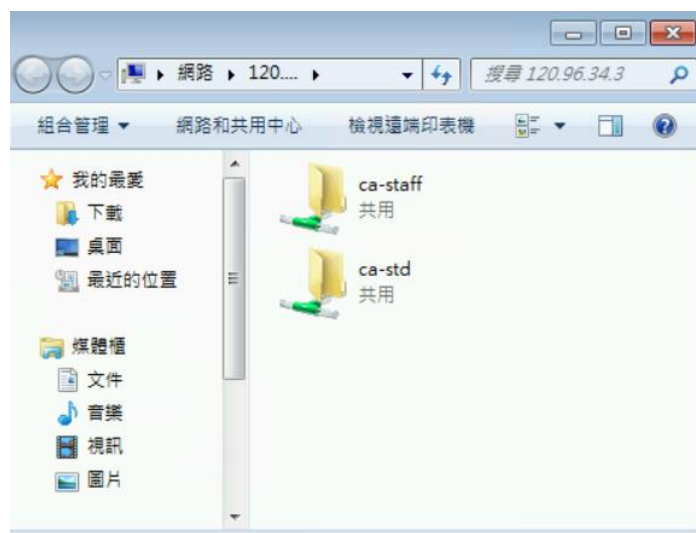 網路 120.... 搜尋 120.96.34.3
組合管理 網路和共用中心 檢視遠端印表機
我的最愛
下載
桌面
最近的位置
媒體櫃
文件
音樂
視訊
圖片
ca-staff
共用
ca-std
共用